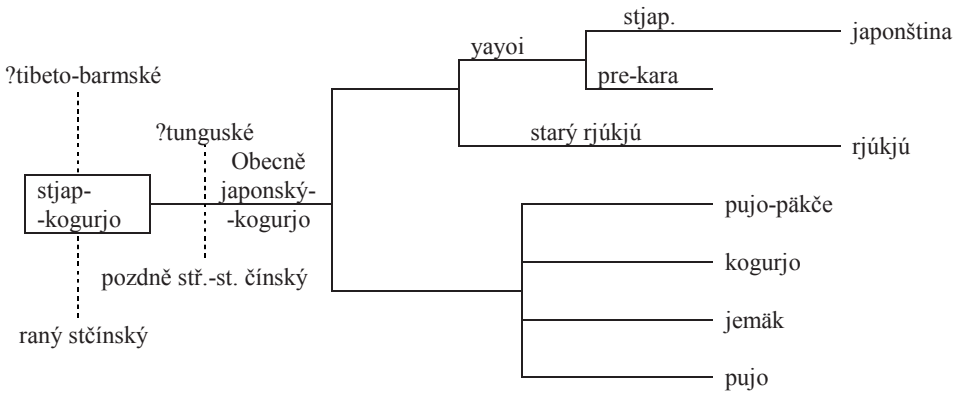 stjap.
japonština
yayoi
?tibeto-barmské
pre-kara
?tunguské
starý rjúkjú
rjúkjú
Obecně
japonský-
-kogurjo
stjap-
-kogurjo
pujo-päkče
kogurjo
pozdně stř.-st. čínský
jemäk
raný stčínský
pujo